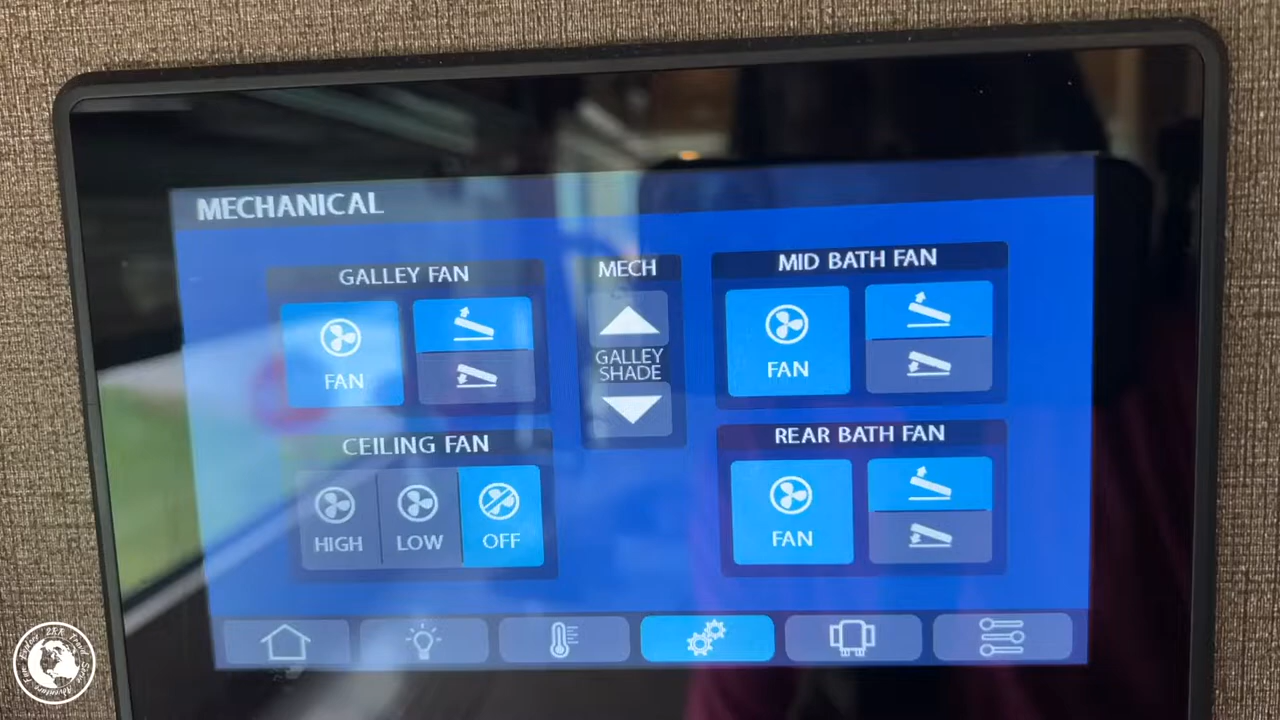 MECHANICAL
GALLEY FAN
FAN
MECH
GALLEY
SHADE
MID BATH FAN
FAN
CEILING FAN
HIGH
LOW
OFF
REAR BATH FAN
FAN